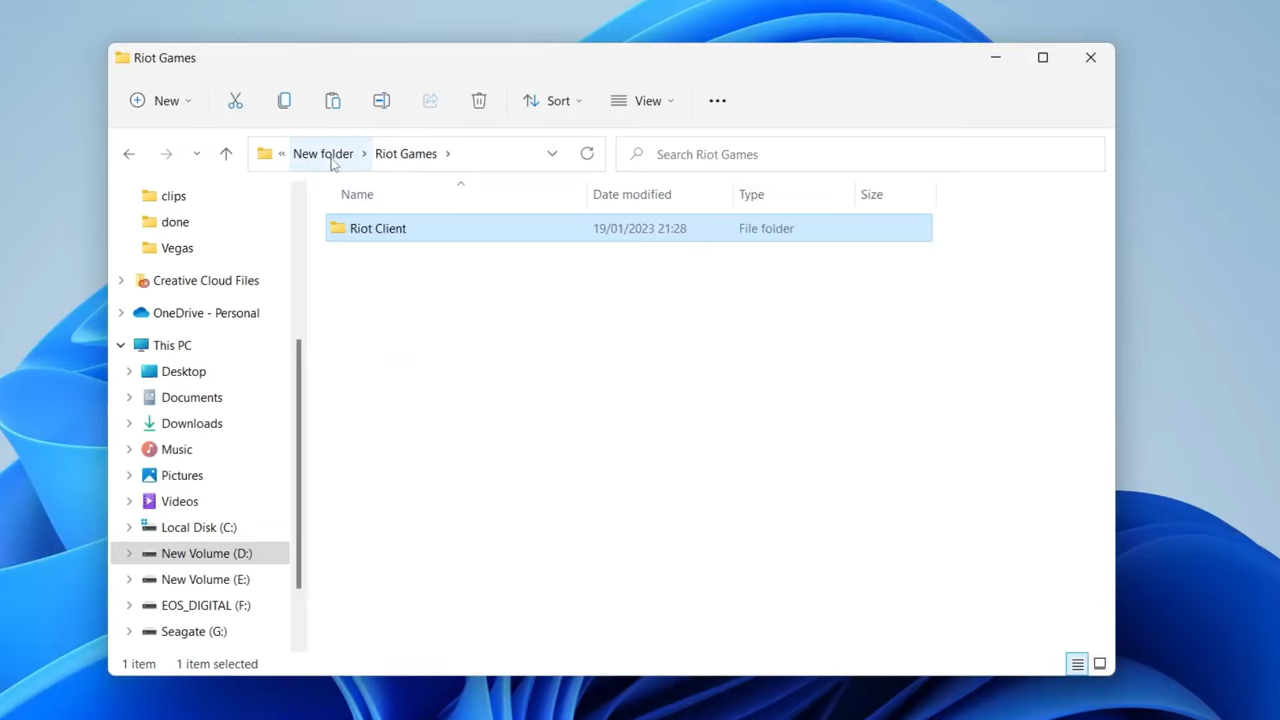 Riot Games
New Sort View •••
« New folder > Riot Games > Search Riot Games
clips
done
Vegas
Creative Cloud Files
OneDrive - Personal
This PC
Desktop
Documents
Downloads
Music
Pictures
Videos
Local Disk (C:)
New Volume (D:)
New Volume (E:)
EOS_DIGITAL (F:)
Seagate (G:)
Name Date modified Type Size
Riot Client 19/01/2023 21:28 File folder
1 item 1 item selected